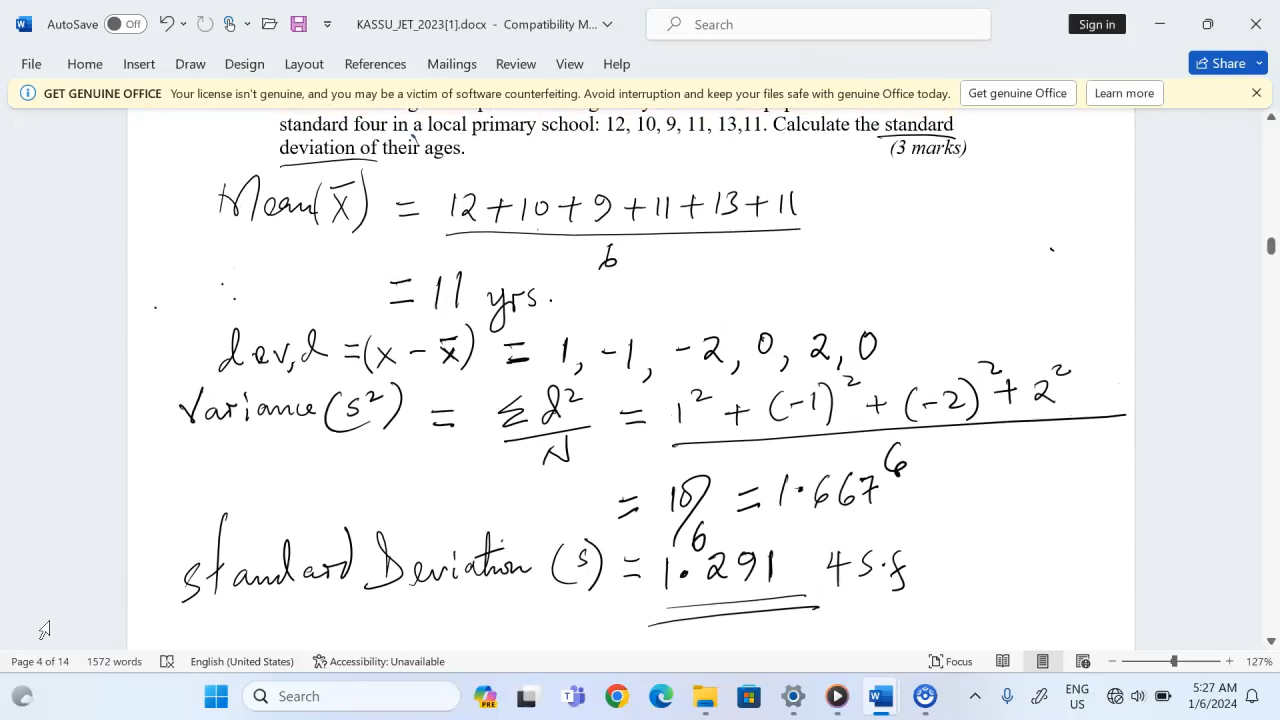 AutoSave Off KASSU JET 2023[1].docx - Compatibility M... Search Sign in
File Home Insert Draw Design Layout References Mailings Review View Help Share
GET GENUINE OFFICE Your license isn't genuine, and you may be a victim of software counterfeiting. Avoid interruption and keep your files safe with genuine Office today. Get genuine Office Learn more
standard four in a local primary school: 12, 10, 9, 11, 13,11. Calculate the standard
deviation of their ages. (3 marks)
Mean(x̄) = 12+10+9+11+13+11
6
= 11 yrs.
dev,d =(x - x̄) = 1, -1, -2, 0, 2, 0
Variance(s²) = Σd²/N = 1² + (-1)² + (-2)² + 2²
6
= 10/6 = 1.667
Standard Deviation (s) = 1.291 4 s.f
Page 4 of 14 1572 words English (United States) Accessibility: Unavailable Focus 127%
Search PRE ENG US 5:27 AM 1/6/2024